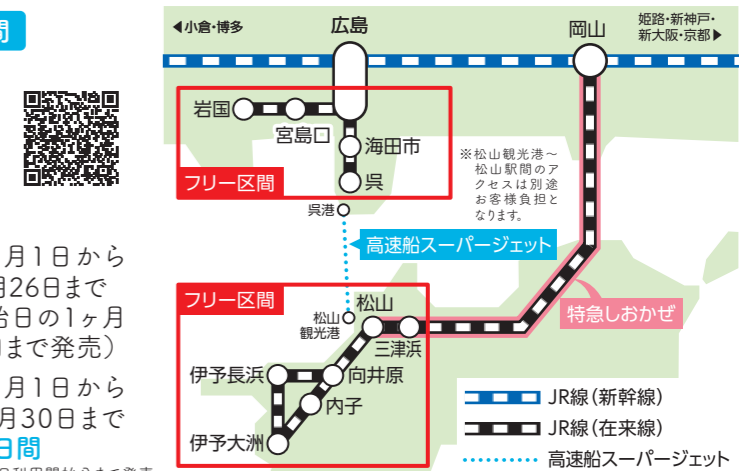 間
◀小倉・博多
広島
岡山
姫路・新神戸・
新大阪・京都▶
岩国
宮島口
海田市
フリー区間
呉
※松山観光港〜
松山駅間のア
クセスは別途
お客様負担と
なります。
呉港
高速船スーパージェット
月1日から
月26日まで
始日の1ヶ月
まで発売）
月1日から
月30日まで
日間
フリー区間
松山
松山
観光港
三津浜
特急しおかぜ
伊予長浜
向井原
内子
伊予大洲
JR線（新幹線）
JR線（在来線）
高速船スーパージェット